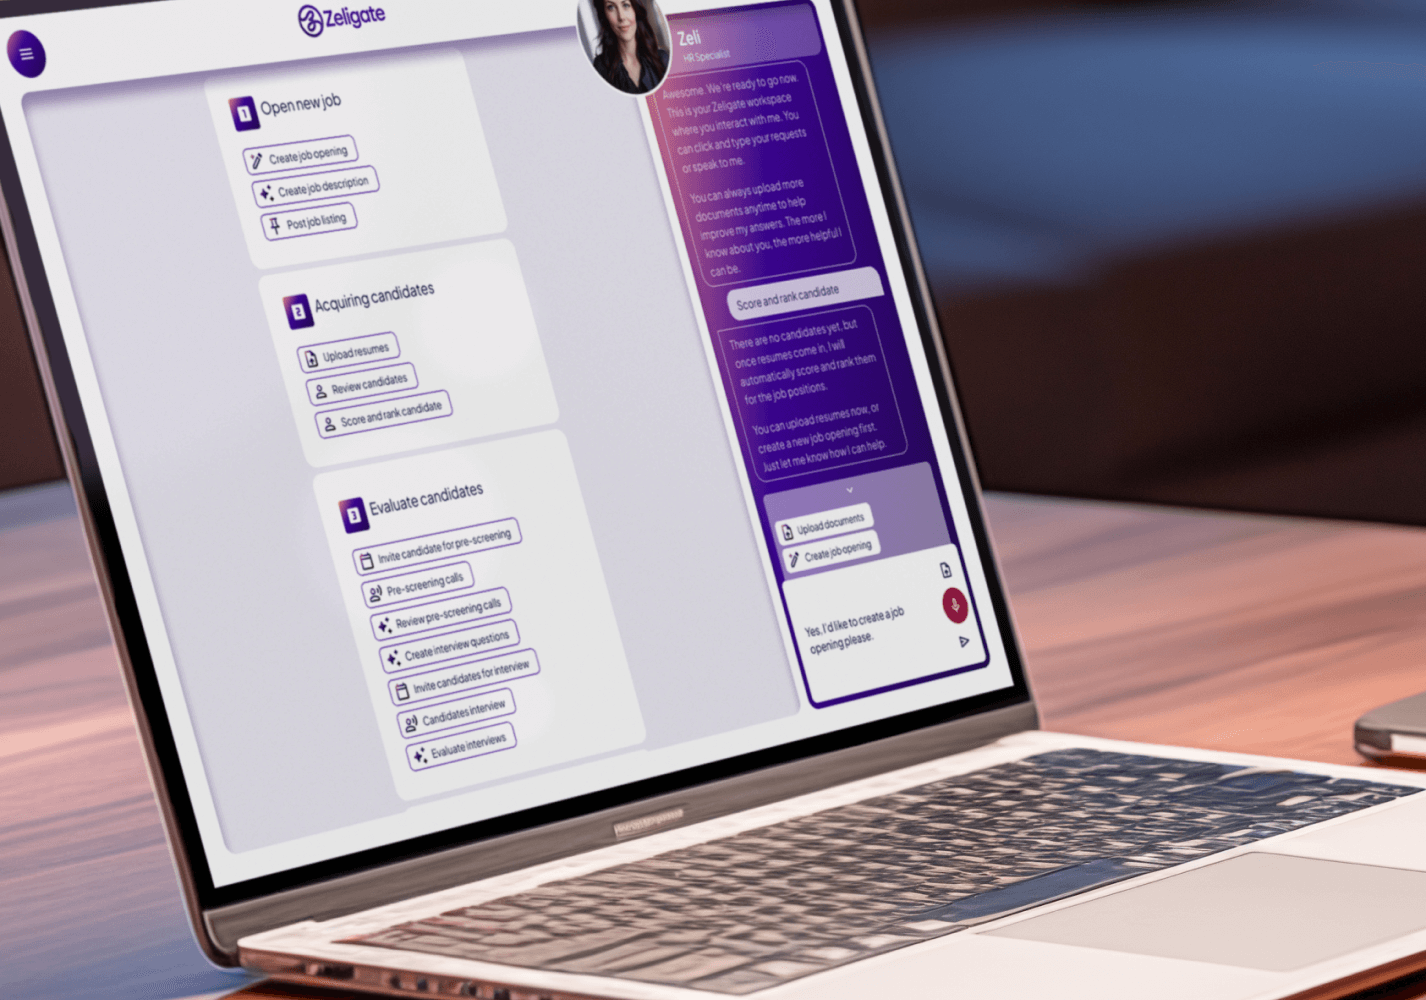 Zeligate
1
Open new job
Create job opening
Create job description
Post job listing
2
Acquiring candidates
Upload resumes
Review candidates
Score and rank candidate
3
Evaluate candidates
Invite candidate for pre-screening
Pre-screening calls
Review pre-screening calls
Create interview questions
Invite candidates for interview
Candidates interview
Evaluate interviews
Zeli
HR Specialist
Awesome. We're ready to go now.
This is your Zeligate workspace
where you interact with me. You
can click and type your requests
or speak to me.
You can always upload more
documents anytime to help
improve my answers. The more I
know about you, the more helpful I
can be.
Score and rank candidate
There are no candidates yet, but
once resumes come in, I will
automatically score and rank them
for the job positions.
You can upload resumes now, or
create a new job opening first.
Just let me know how I can help.
Upload documents
Create job opening
Yes, I'd like to create a job
opening please.